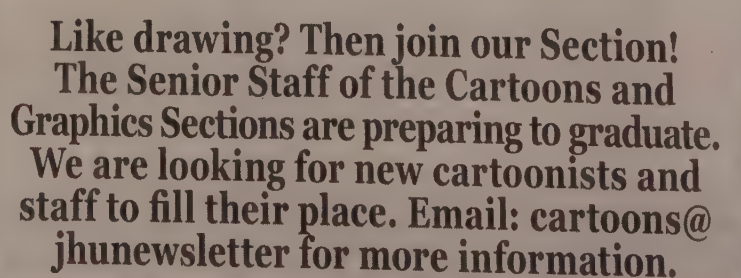 Like drawing? Then join our Section!
The Senior Staff of the Cartoons and
Graphics Sections are preparing to graduate.
We are looking for new cartoonists and
staff to fill their place. Email: cartoons@
jhunewsletter for more information.